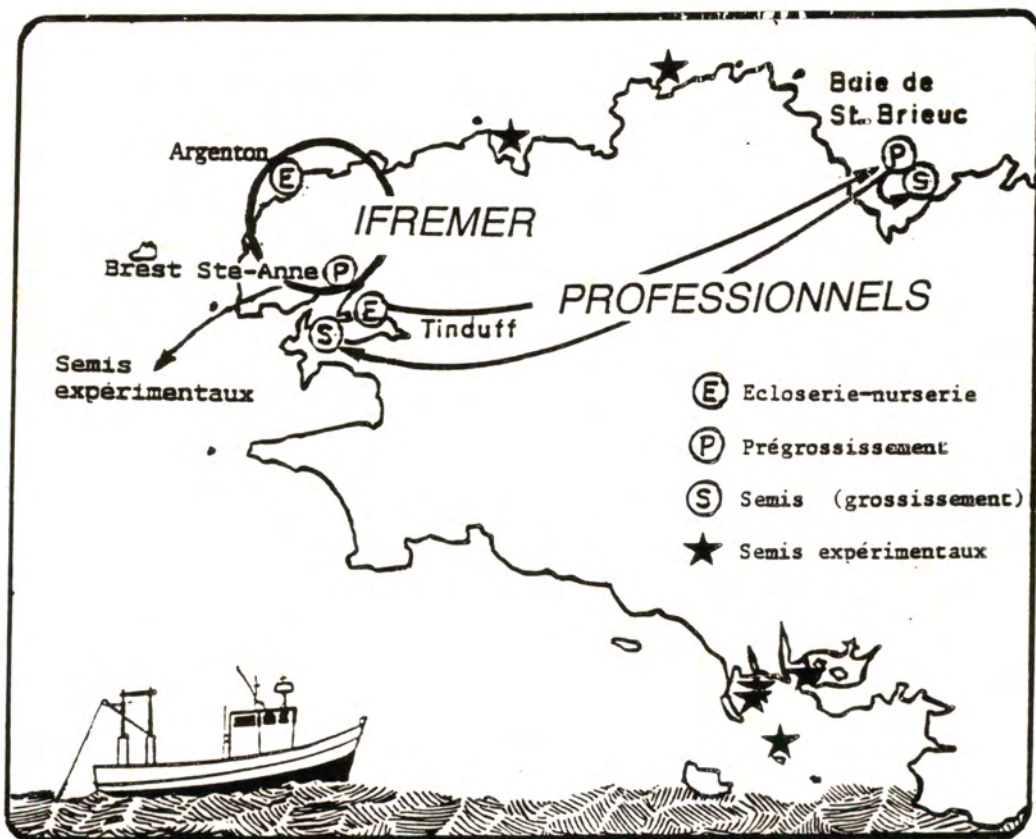 Baie de
St. Brieuc
Argenton
E
P
S
IFREMER
Brest Ste-Anne P
E
PROFESSIONNELS
S
Tinduff
Semis
expérimentaux
E Ecloserie-nurserie
P Prégrossissement
S Semis (grossissement)
★ Semis expérimentaux